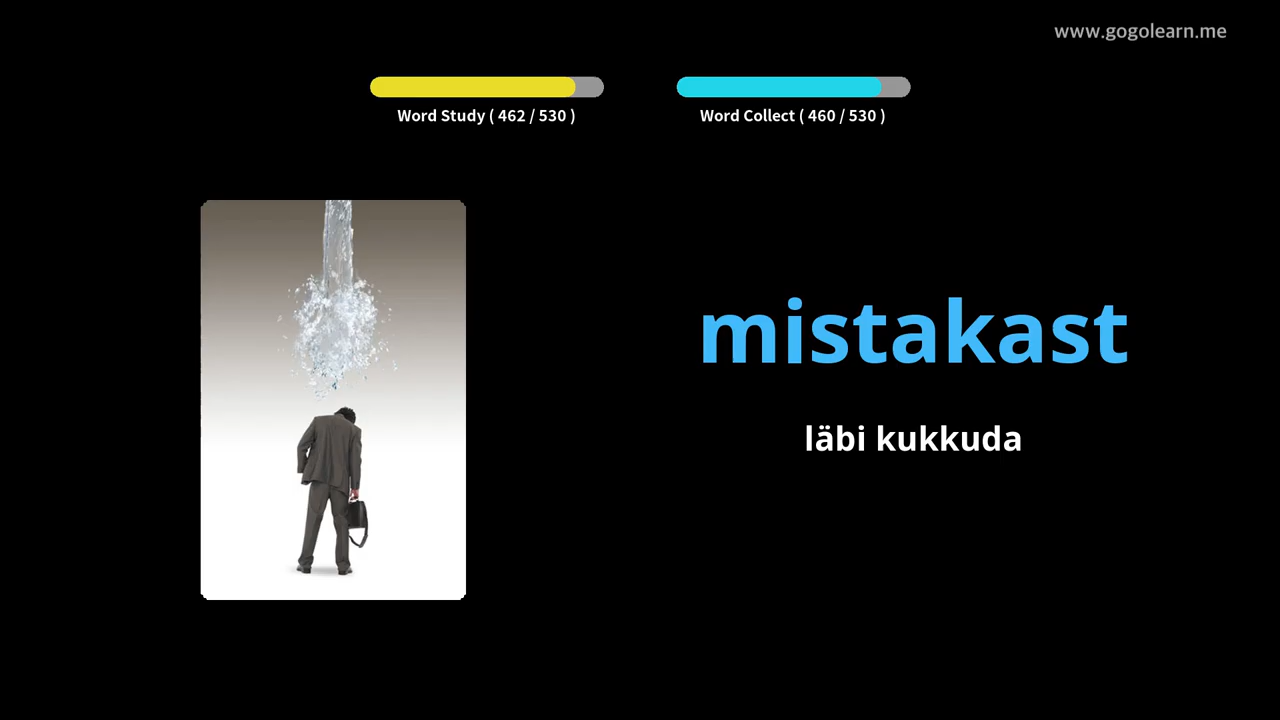 www.gogolearn.me
Word Study ( 462 / 530 )
Word Collect ( 460 / 530 )
mistakast
läbi kukkuda